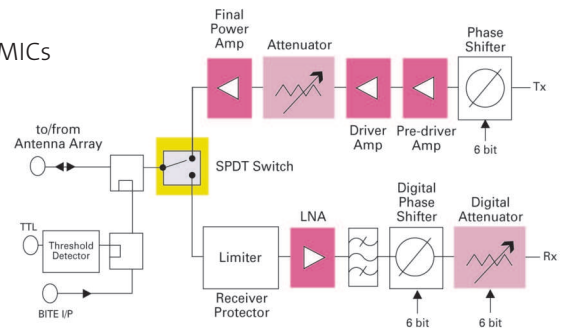 MICs
Final
Power
Amp
Attenuator
Phase
Shifter
Tx
Driver
Amp
Pre-driver
Amp
6 bit
to/from
Antenna Array
SPDT Switch
TTL
Threshold
Detector
BITE I/P
Limiter
Receiver
Protector
LNA
Digital
Phase
Shifter
Digital
Attenuator
Rx
6 bit
6 bit